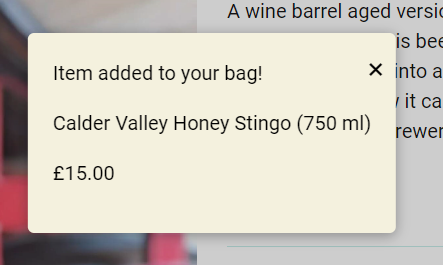 A wine barrel aged versio
Item added to your bag!
is bee
into a
Calder Valley Honey Stingo (750 ml)
it ca
rewer
£15.00